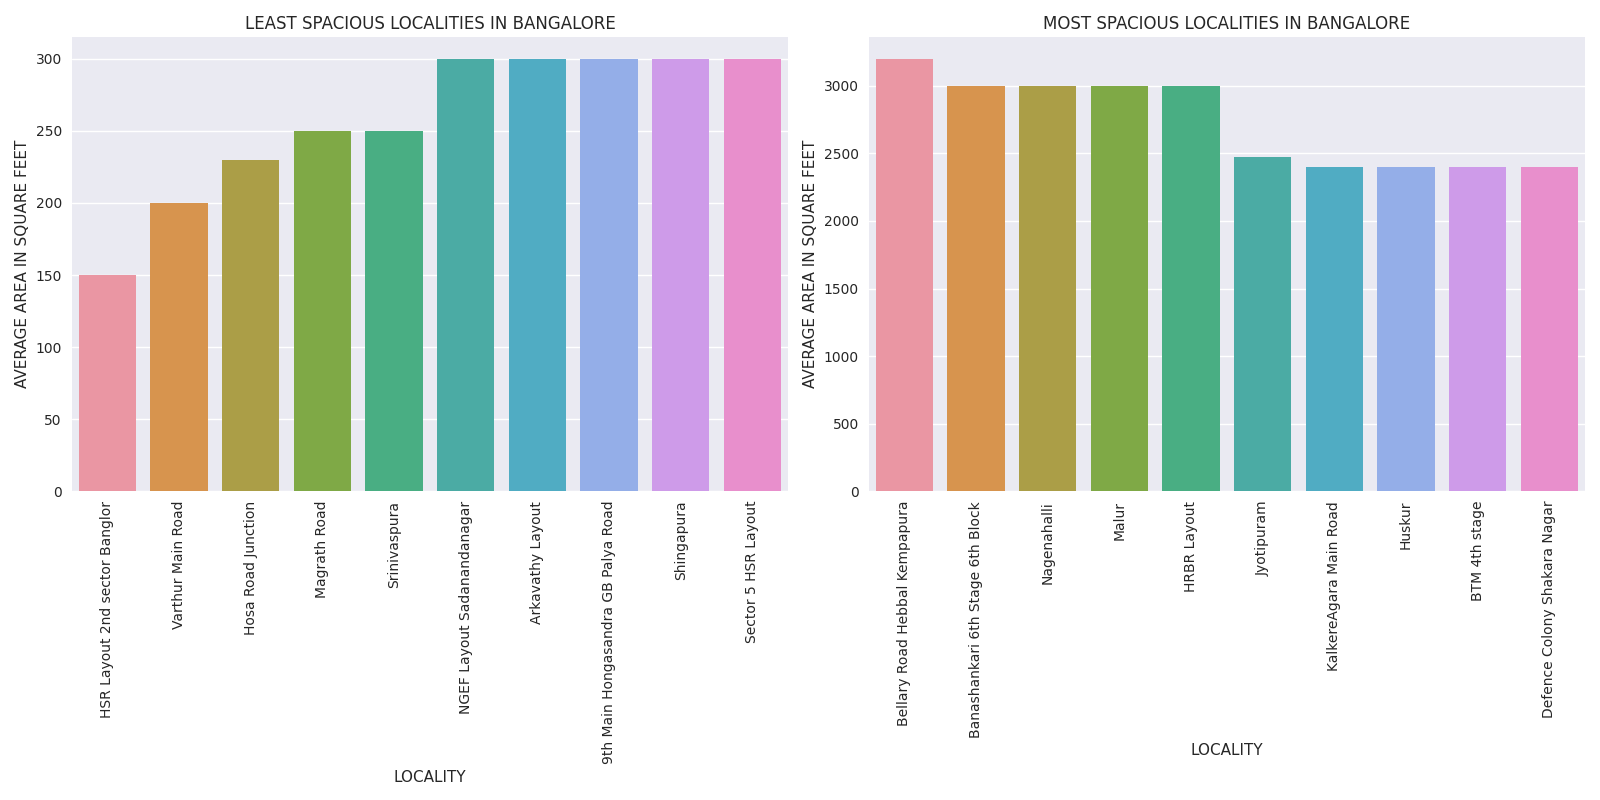 LEAST SPACIOUS LOCALITIES IN BANGALORE
AVERAGE AREA IN SQUARE FEET
300
250
200
150
100
50
0
HSR Layout 2nd sector Banglor
Varthur Main Road
Hosa Road Junction
Magrath Road
Srinivaspura
NGEF Layout Sadanandanagar
Arkavathy Layout
9th Main Hongasandra GB Palya Road
Shingapura
Sector 5 HSR Layout
LOCALITY
MOST SPACIOUS LOCALITIES IN BANGALORE
AVERAGE AREA IN SQUARE FEET
3000
2500
2000
1500
1000
500
0
Bellary Road Hebbal Kempapura
Banashankari 6th Stage 6th Block
Nagenahalli
Malur
HRBR Layout
Jyotipuram
KalkereAgara Main Road
Huskur
BTM 4th stage
Defence Colony Shakara Nagar
LOCALITY